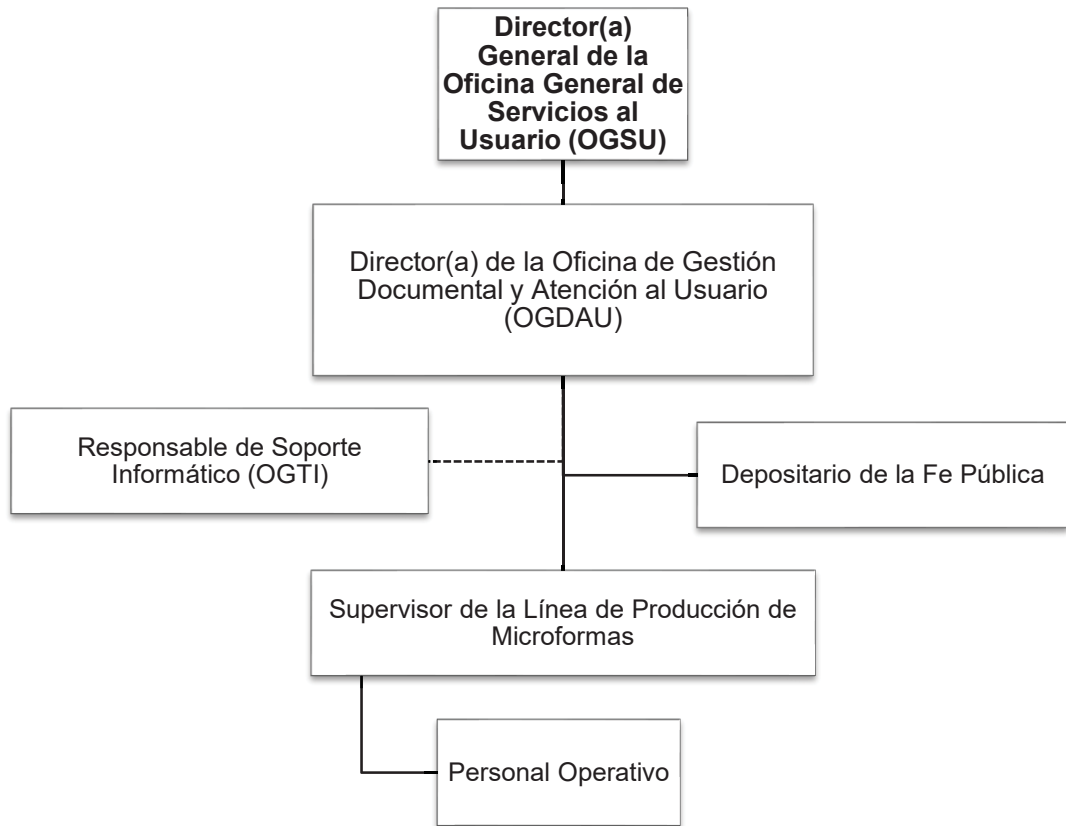 Director(a)
General de la
Oficina General de
Servicios al
Usuario (OGSU)
Director(a) de la Oficina de Gestión
Documental y Atención al Usuario
(OGDAU)
Responsable de Soporte
Informático (OGTI)
Depositario de la Fe Pública
Supervisor de la Línea de Producción de
Microformas
Personal Operativo